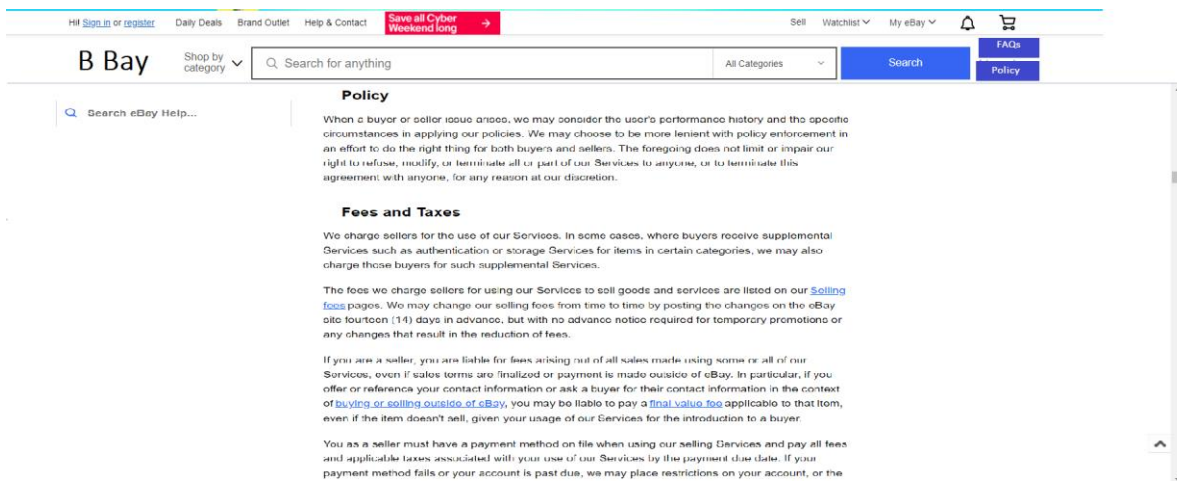 Hi! Sign in or register Daily Deals Brand Outlet Help & Contact Save all Cyber Weekend long Sell Watchlist My eBay
B Bay Shop by category Search for anything All Categories Search FAQs
Policy
Search eBay Help...
Policy
When a buyer or seller issue arises, we may consider the user's performance history and the specific
circumstances in applying our policies. We may choose to be more lenient with policy enforcement in
an effort to do the right thing for both buyers and sellers. The foregoing does not limit or impair our
right to refuse, modify, or terminate all or part of our Services to anyone, or to terminate this
agreement with anyone, for any reason at our discretion.
Fees and Taxes
We charge sellers for the use of our Services. In some cases, where buyers receive supplemental
Services such as authentication or storage Services for items in certain categories, we may also
charge those buyers for such supplemental Services.
The fees we charge sellers for using our Services to sell goods and services are listed on our Selling
fees pages. We may change our selling fees from time to time by posting the changes on the eBay
site fourteen (14) days in advance, but with no advance notice required for temporary promotions or
any changes that result in the reduction of fees.
If you are a seller, you are liable for fees arising out of all sales made using some or all of our
Services, even if sales terms are finalized or payment is made outside of eBay. In particular, if you
offer or reference your contact information or ask a buyer for their contact information in the context
of buying or selling outside of eBay, you may be liable to pay a final value fee applicable to that item,
even if the item doesn't sell, given your usage of our Services for the introduction to a buyer.
You as a seller must have a payment method on file when using our selling Services and pay all fees
and applicable taxes associated with your use of our Services by the payment due date. If your
payment method fails or your account is past due, we may place restrictions on your account, or the